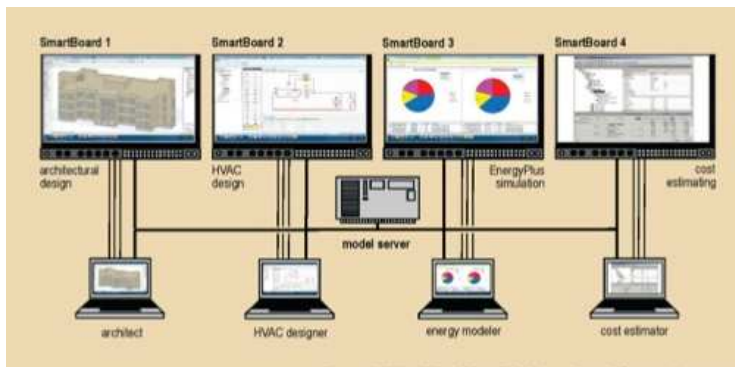 SmartBoard 1
SmartBoard 2
SmartBoard 3
SmartBoard 4
architectural
design
HVAC
design
EnergyPlus
simulation
cost
estimating
model server
architect
HVAC designer
energy modeler
cost estimator